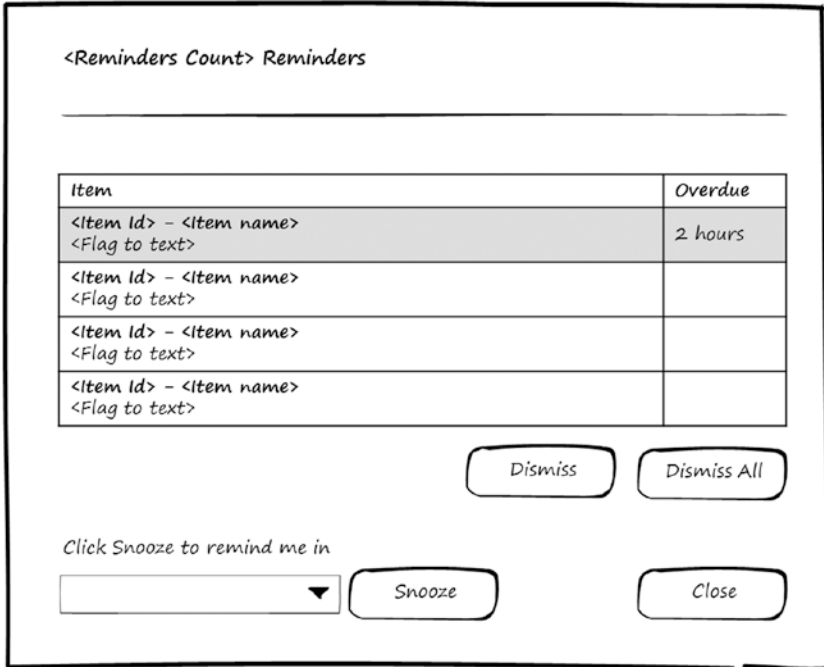 <Reminders Count> Reminders
Item Overdue
<Item Id> - <Item name>
<Flag to text>
2 hours
<Item Id> - <Item name>
<Flag to text>
<Item Id> - <Item name>
<Flag to text>
<Item Id> - <Item name>
<Flag to text>
Dismiss Dismiss All
Click Snooze to remind me in
Snooze Close